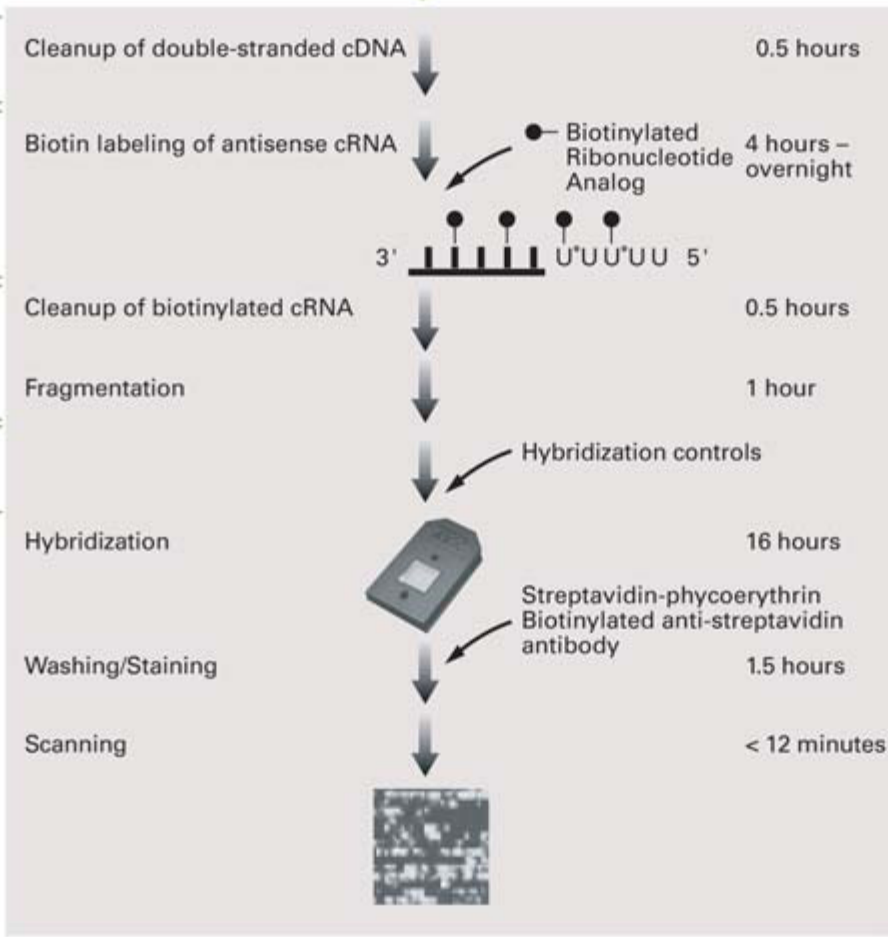 Cleanup of double-stranded cDNA 0.5 hours
Biotin labeling of antisense cRNA
Biotinylated
Ribonucleotide
Analog
4 hours –
overnight
3' U*U U*U U 5'
Cleanup of biotinylated cRNA 0.5 hours
Fragmentation 1 hour
Hybridization controls
Hybridization 16 hours
Streptavidin-phycoerythrin
Biotinylated anti-streptavidin
antibody
Washing/Staining 1.5 hours
Scanning < 12 minutes